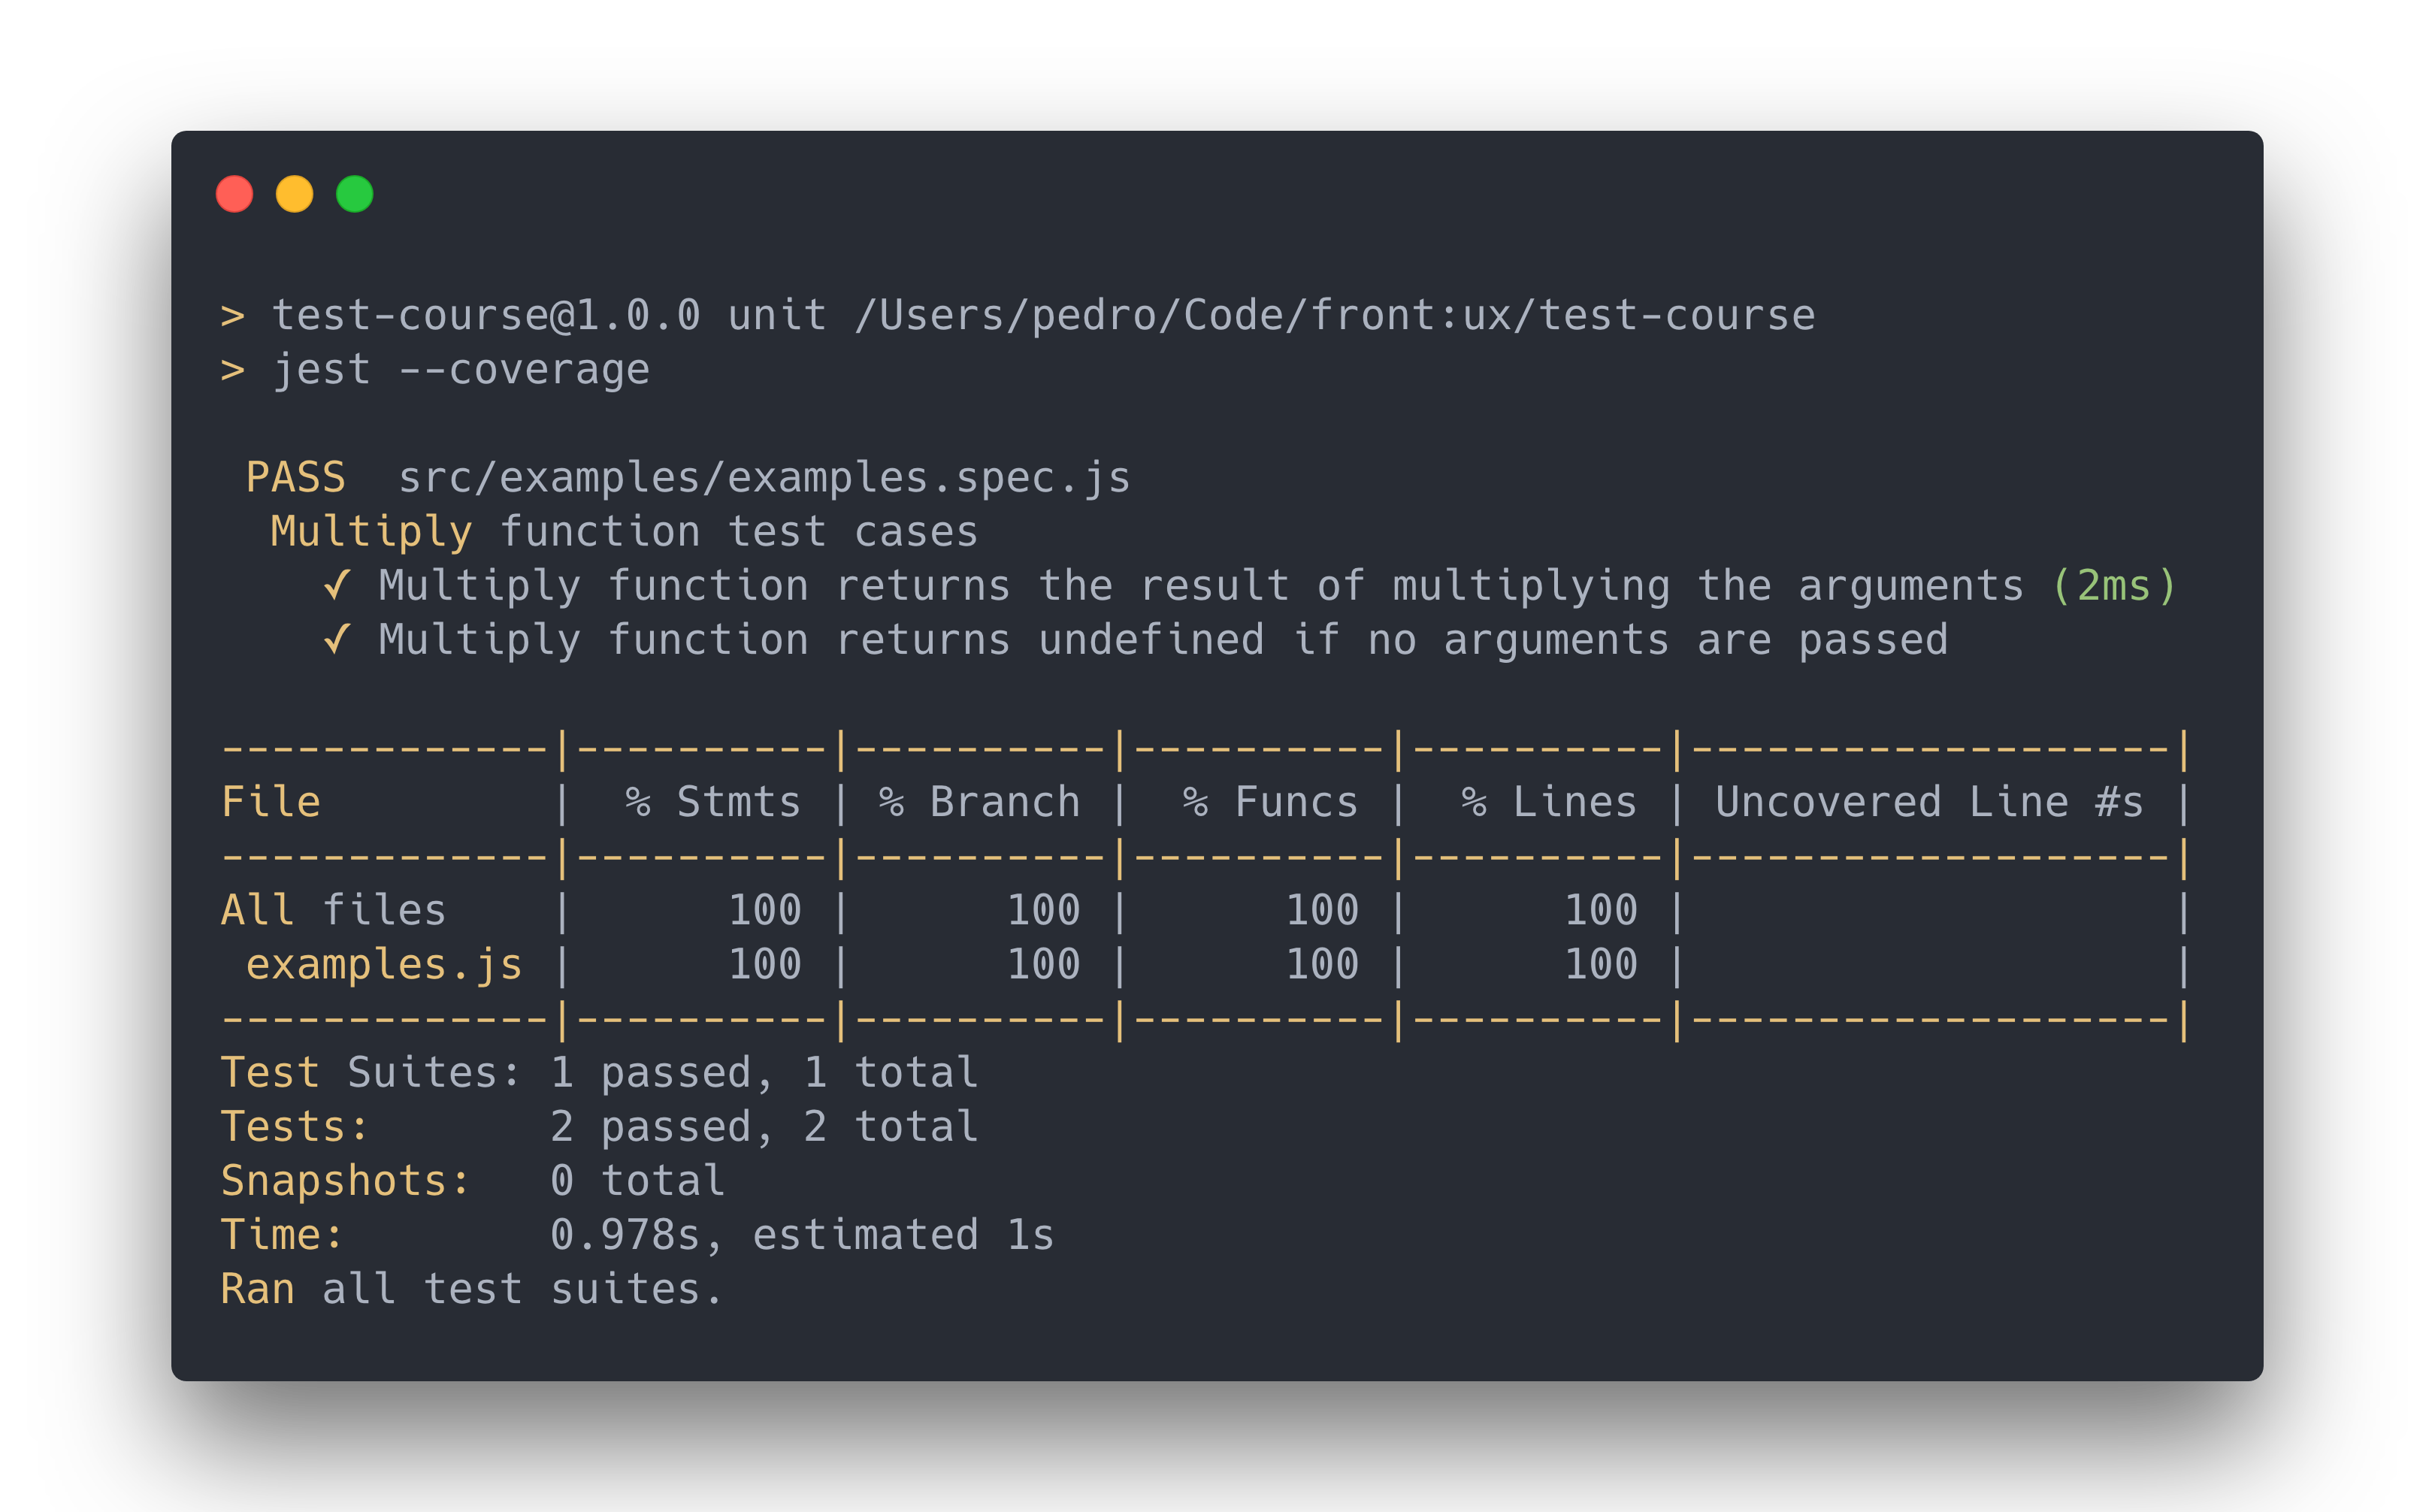 > test-course@1.0.0 unit /Users/pedro/Code/front:ux/test-course
> jest --coverage
PASS  src/examples/examples.spec.js
Multiply function test cases
✓ Multiply function returns the result of multiplying the arguments (2ms)
✓ Multiply function returns undefined if no arguments are passed
-------------|----------|----------|----------|----------|-------------------|
File         |  % Stmts | % Branch |  % Funcs |  % Lines | Uncovered Line #s |
-------------|----------|----------|----------|----------|-------------------|
All files    |      100 |      100 |      100 |      100 |                   |
 examples.js |      100 |      100 |      100 |      100 |                   |
-------------|----------|----------|----------|----------|-------------------|
Test Suites: 1 passed, 1 total
Tests:       2 passed, 2 total
Snapshots:   0 total
Time:        0.978s, estimated 1s
Ran all test suites.